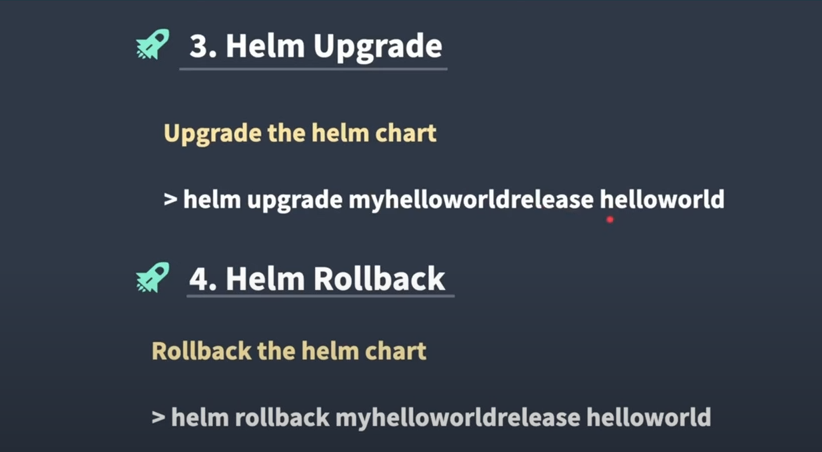 3. Helm Upgrade
Upgrade the helm chart
> helm upgrade myhelloworldrelease helloworld
4. Helm Rollback
Rollback the helm chart
> helm rollback myhelloworldrelease helloworld